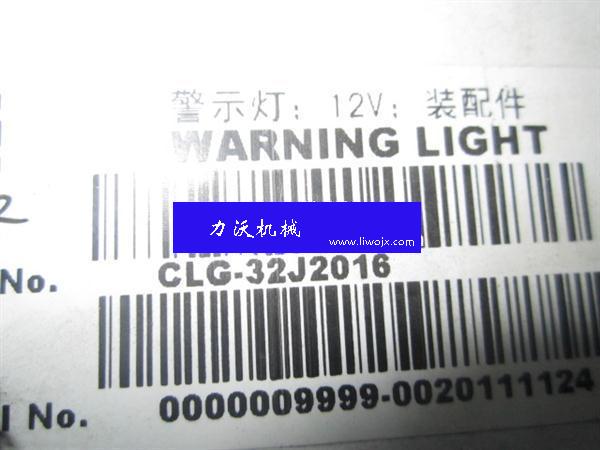 警示灯：12V：装配件
WARNING LIGHT
力沃机械
www.liwojx.com
No. CLG-32J2016
No. 0000009999-0020111124